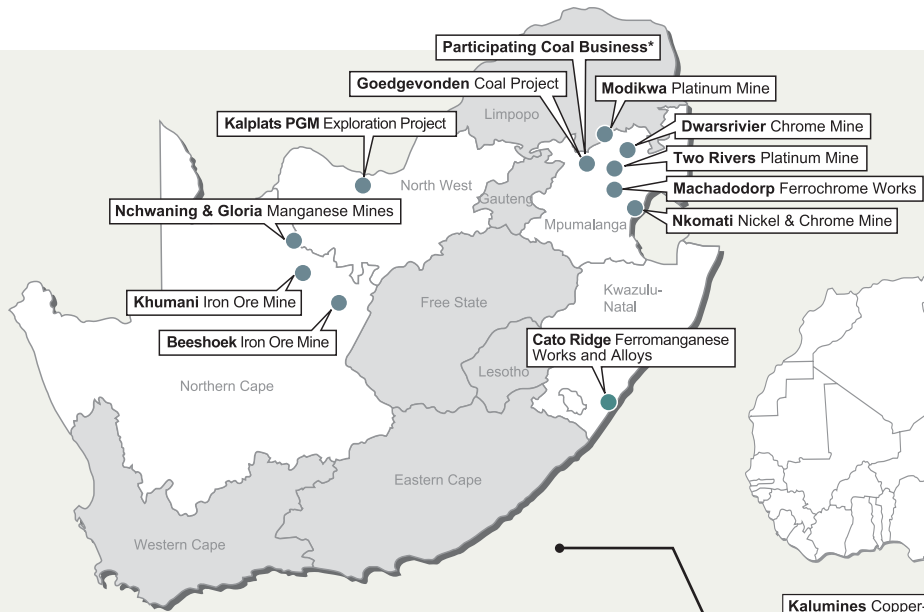 Participating Coal Business*
Goedgevonden Coal Project
Modikwa Platinum Mine
Limpopo
Kalplats PGM Exploration Project
Dwarsrivier Chrome Mine
Two Rivers Platinum Mine
North West
Gauteng
Machadodorp Ferrochrome Works
Nchwaning & Gloria Manganese Mines
Mpumalanga
Nkomati Nickel & Chrome Mine
Khumani Iron Ore Mine
Free State
Kwazulu-
Natal
Beeshoek Iron Ore Mine
Cato Ridge Ferromanganese
Works and Alloys
Lesotho
Northern Cape
Eastern Cape
Western Cape
Kalumines Copper